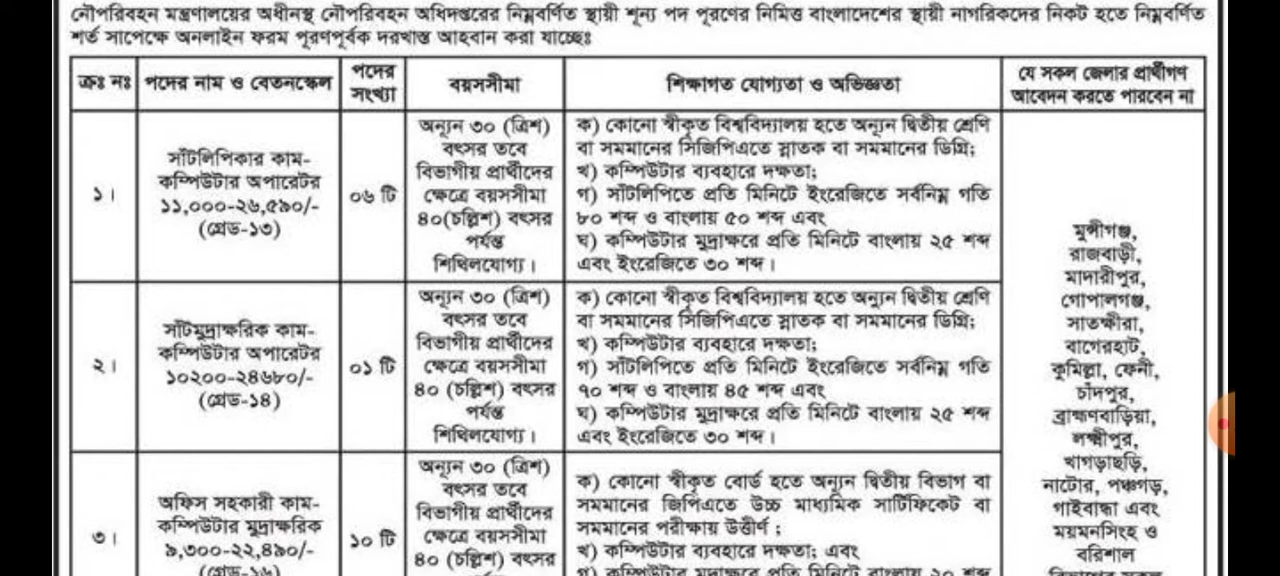 নৌপরিবহন মন্ত্রণালয়ের অধীনস্থ নৌপরিবহন অধিদপ্তরের নিম্নবর্ণিত স্থায়ী শূন্য পদ পূরণের নিমিত্ত বাংলাদেশের স্থায়ী নাগরিকদের নিকট হতে নিম্নবর্ণিত
শর্ত সাপেক্ষে অনলাইন ফরম পূরণপূর্বক দরখাস্ত আহবান করা যাচ্ছেঃ
ক্রঃ নঃ
পদের নাম ও বেতনস্কেল
পদের
সংখ্যা
বয়সসীমা
শিক্ষাগত যোগ্যতা ও অভিজ্ঞতা
যে সকল জেলার প্রার্থীগণ
আবেদন করতে পারবেন না
১।
সাঁটলিপিকার কাম-
কম্পিউটার অপারেটর
১১,০০০-২৬,৫৯০/-
(গ্রেড-১৩)
০৬ টি
অন্যূন ৩০ (ত্রিশ)
বৎসর তবে
বিভাগীয় প্রার্থীদের
ক্ষেত্রে বয়সসীমা
৪০(চল্লিশ) বৎসর
পর্যন্ত
শিথিলযোগ্য।
ক) কোনো স্বীকৃত বিশ্ববিদ্যালয় হতে অন্যূন দ্বিতীয় শ্রেণি
বা সমমানের সিজিপিএতে স্নাতক বা সমমানের ডিগ্রি;
খ) কম্পিউটার ব্যবহারে দক্ষতা;
গ) সাঁটলিপিতে প্রতি মিনিটে ইংরেজিতে সর্বনিম্ন গতি
৮০ শব্দ ও বাংলায় ৫০ শব্দ এবং
ঘ) কম্পিউটার মুদ্রাক্ষরে প্রতি মিনিটে বাংলায় ২৫ শব্দ
এবং ইংরেজিতে ৩০ শব্দ।
২।
সাঁটমুদ্রাক্ষরিক কাম-
কম্পিউটার অপারেটর
১০২০০-২৪৬৮০/-
(গ্রেড-১৪)
০১ টি
অন্যূন ৩০ (ত্রিশ)
বৎসর তবে
বিভাগীয় প্রার্থীদের
ক্ষেত্রে বয়সসীমা
৪০ (চল্লিশ) বৎসর
পর্যন্ত
শিথিলযোগ্য।
ক) কোনো স্বীকৃত বিশ্ববিদ্যালয় হতে অন্যূন দ্বিতীয় শ্রেণি
বা সমমানের সিজিপিএতে স্নাতক বা সমমানের ডিগ্রি;
খ) কম্পিউটার ব্যবহারে দক্ষতা;
গ) সাঁটলিপিতে প্রতি মিনিটে ইংরেজিতে সর্বনিম্ন গতি
৭০ শব্দ ও বাংলায় ৪৫ শব্দ এবং
ঘ) কম্পিউটার মুদ্রাক্ষরে প্রতি মিনিটে বাংলায় ২৫ শব্দ
এবং ইংরেজিতে ৩০ শব্দ।
৩।
অফিস সহকারী কাম-
কম্পিউটার মুদ্রাক্ষরিক
৯,৩০০-২২,৪৯০/-
(গ্রেড-১৬)
১০ টি
অন্যূন ৩০ (ত্রিশ)
বৎসর তবে
বিভাগীয় প্রার্থীদের
ক্ষেত্রে বয়সসীমা
৪০ (চল্লিশ) বৎসর
ক) কোনো স্বীকৃত বোর্ড হতে অন্যূন দ্বিতীয় বিভাগ বা
সমমানের জিপিএতে উচ্চ মাধ্যমিক সার্টিফিকেট বা
সমমানের পরীক্ষায় উত্তীর্ণ ;
খ) কম্পিউটার ব্যবহারে দক্ষতা; এবং
গ) কম্পিউটার মুদ্রাক্ষরে প্রতি মিনিটে বাংলায় ২০ শব্দ
মুন্সীগঞ্জ,
রাজবাড়ী,
মাদারীপুর,
গোপালগঞ্জ,
সাতক্ষীরা,
বাগেরহাট,
কুমিল্লা, ফেনী,
চাঁদপুর,
ব্রাহ্মণবাড়িয়া,
লক্ষ্মীপুর,
খাগড়াছড়ি,
নাটোর, পঞ্চগড়,
গাইবান্ধা এবং
ময়মনসিংহ ও
বরিশাল